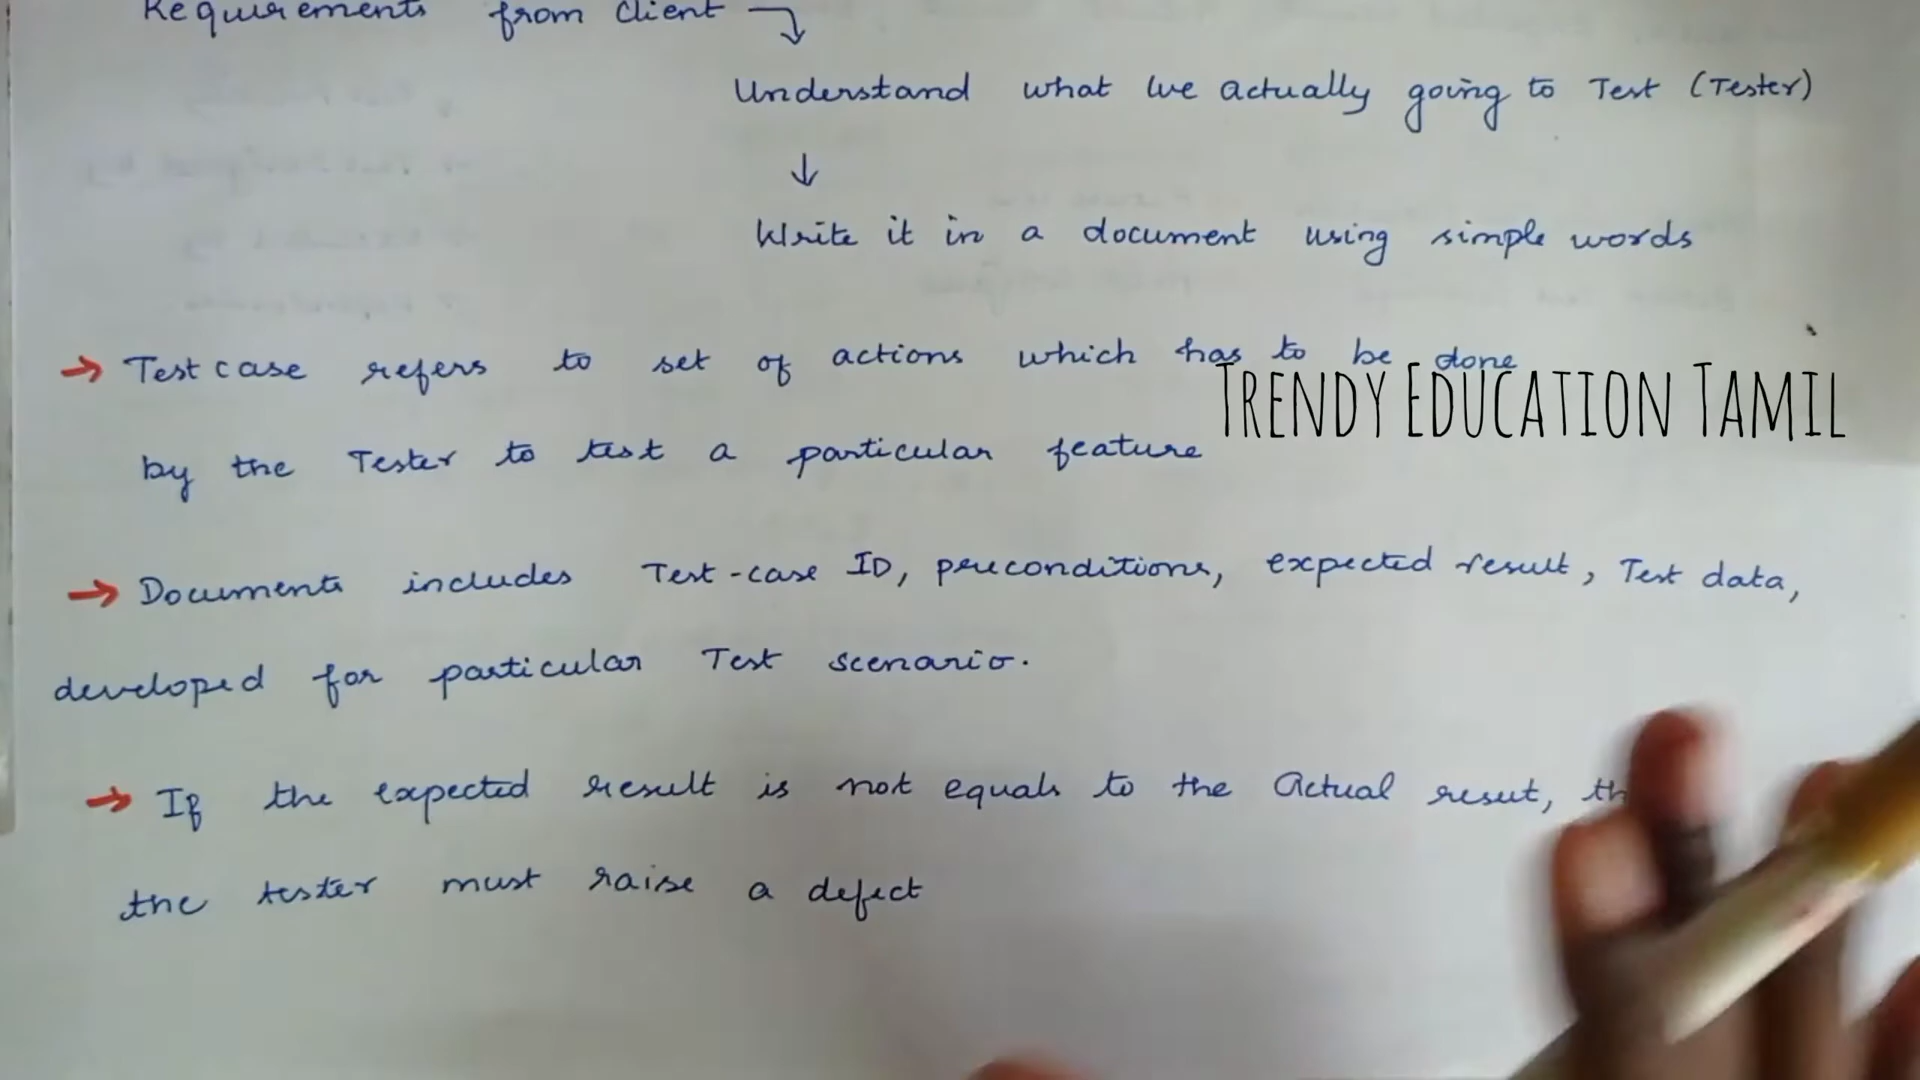 Requirements from Client
Understand what we actually going to Test (Tester)
Write it in a document using simple words
Test case refers to set of actions which has to be done
TRENDY EDUCATION TAMIL
by the Tester to test a particular feature
Documents includes Test-case ID, preconditions, expected result, Test data,
developed for particular Test scenario.
If the expected result is not equals to the Actual resut,
the tester must raise a defect